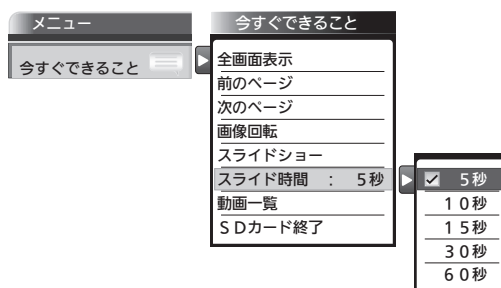 メニュー
今すぐできること
今すぐできること
全画面表示
前のページ
次のページ
画像回転
スライドショー
スライド時間 : 5秒
動画一覧
SDカード終了
5秒
10秒
15秒
30秒
60秒